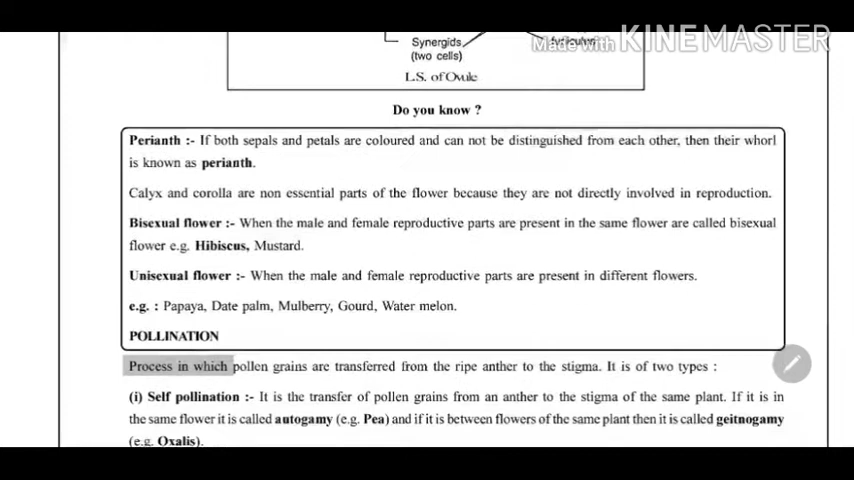 Synergids
(two cells)
Made with KINEMASTER
L.S. of Ovule
Do you know ?
Perianth :- If both sepals and petals are coloured and can not be distinguished from each other, then their whorl
is known as perianth.
Calyx and corolla are non essential parts of the flower because they are not directly involved in reproduction.
Bisexual flower :- When the male and female reproductive parts are present in the same flower are called bisexual
flower e.g. Hibiscus, Mustard.
Unisexual flower :- When the male and female reproductive parts are present in different flowers.
e.g. : Papaya, Date palm, Mulberry, Gourd, Water melon.
POLLINATION
Process in which pollen grains are transferred from the ripe anther to the stigma. It is of two types :
(i) Self pollination :- It is the transfer of pollen grains from an anther to the stigma of the same plant. If it is in
the same flower it is called autogamy (e.g. Pea) and if it is between flowers of the same plant then it is called geitnogamy
(e.g. Oxalis).